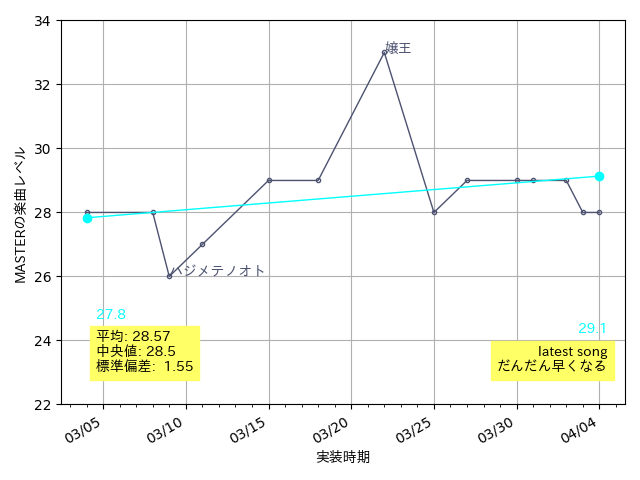 34
32
30
28
26
24
22
MASTERの楽曲レベル
嬢王
ハジメテノオト
27.8
平均: 28.57
中央値: 28.5
標準偏差: 1.55
29.1
latest song
だんだん早くなる
03/05
03/10
03/15
03/20
03/25
03/30
04/04
実装時期